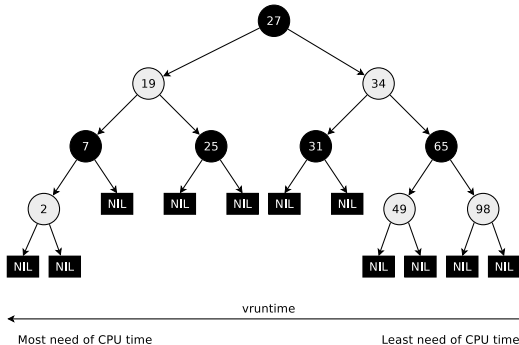 27
19
34
7
25
31
65
2
NIL
NIL
NIL
NIL
NIL
49
98
NIL
NIL
NIL
NIL
NIL
NIL
vruntime
Most need of CPU time
Least need of CPU time